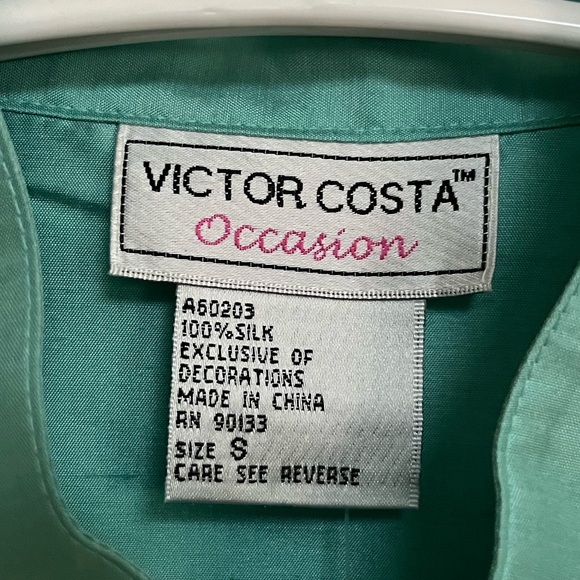 VICTOR COSTA™
Occasion
A60203
100%SILK
EXCLUSIVE OF
DECORATIONS
MADE IN CHINA
RN 90133
SIZE S
CARE SEE REVERSE